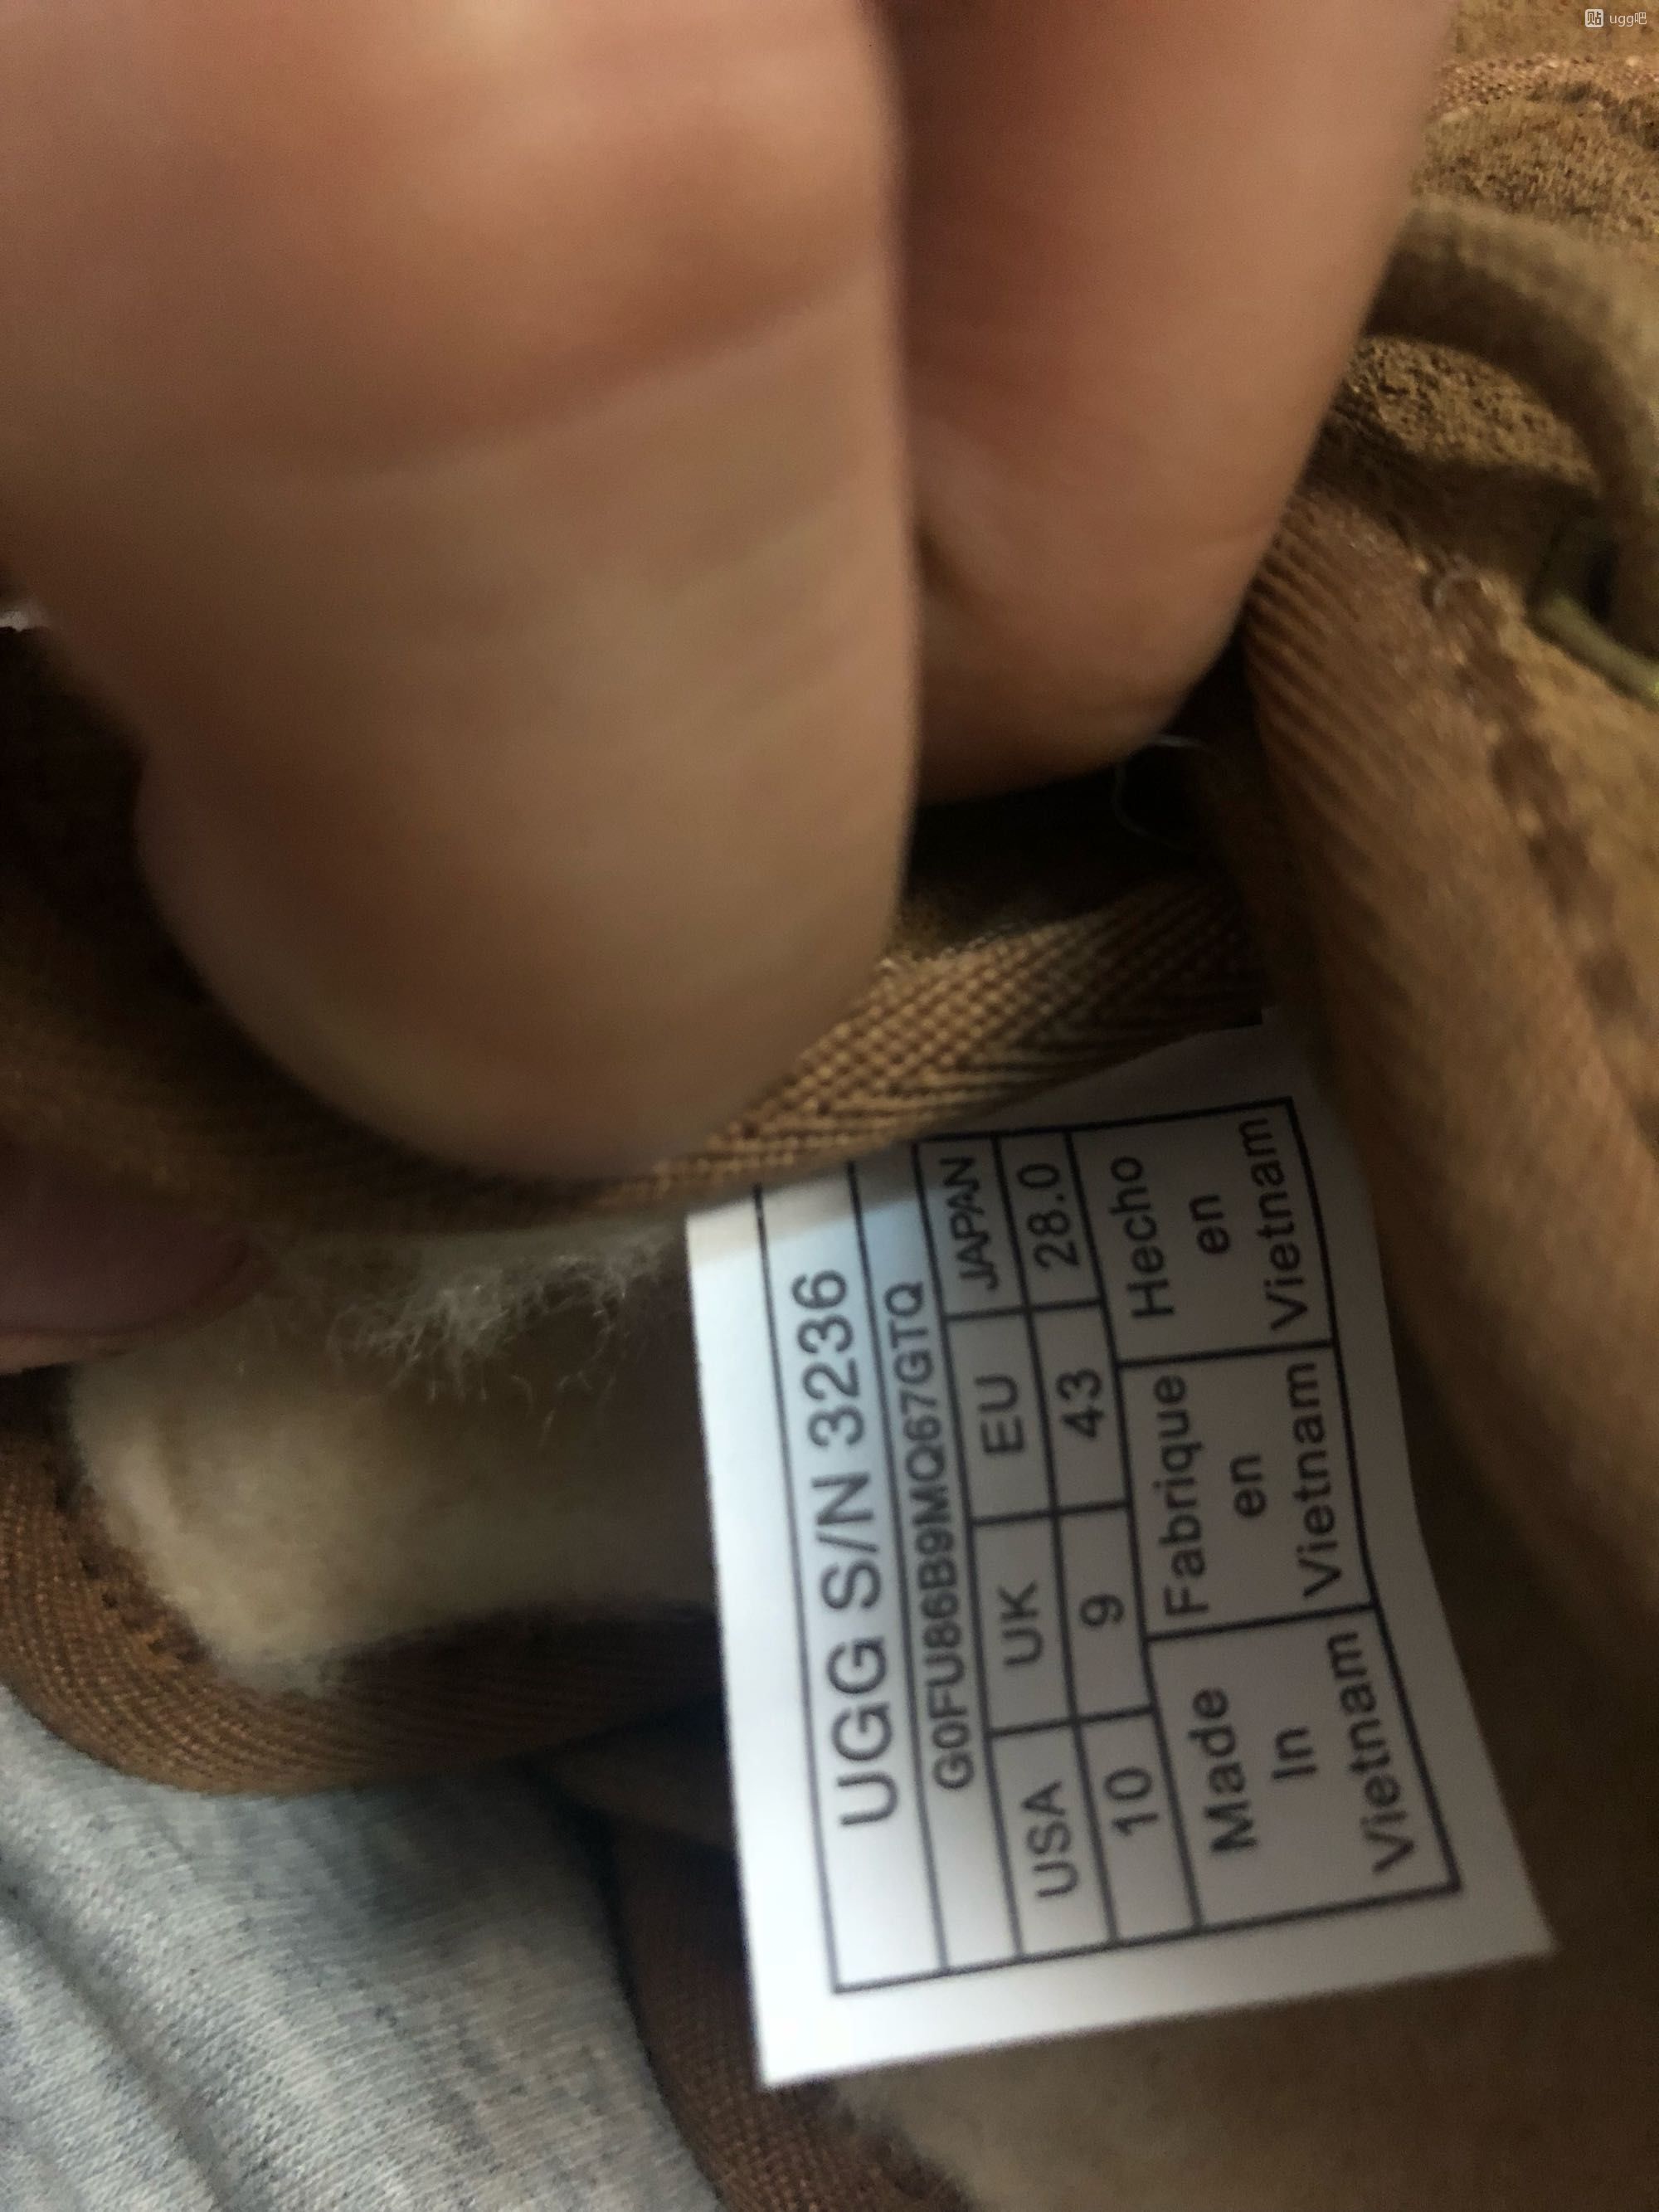 贴 ugg吧
UGG S/N 3236
G0FU86B9MQ67GTQ
USA UK EU JAPAN
10 9 43 28.0
Made Fabrique Hecho
In en en
Vietnam Vietnam Vietnam